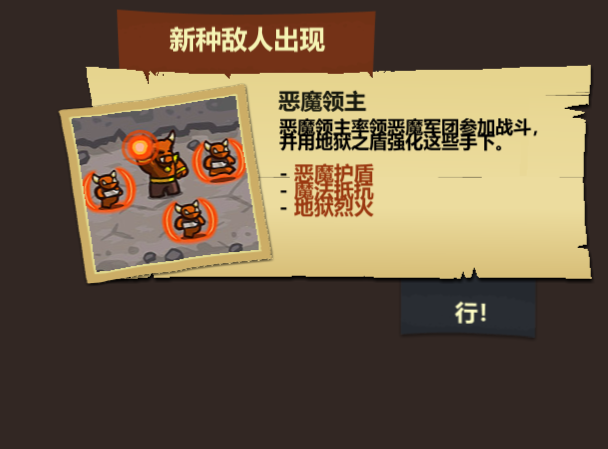 新种敌人出现
恶魔领主
恶魔领主率领恶魔军团参加战斗，
并用地狱之盾强化这些手下。
- 恶魔护盾
- 魔法抵抗
- 地狱烈火
行!